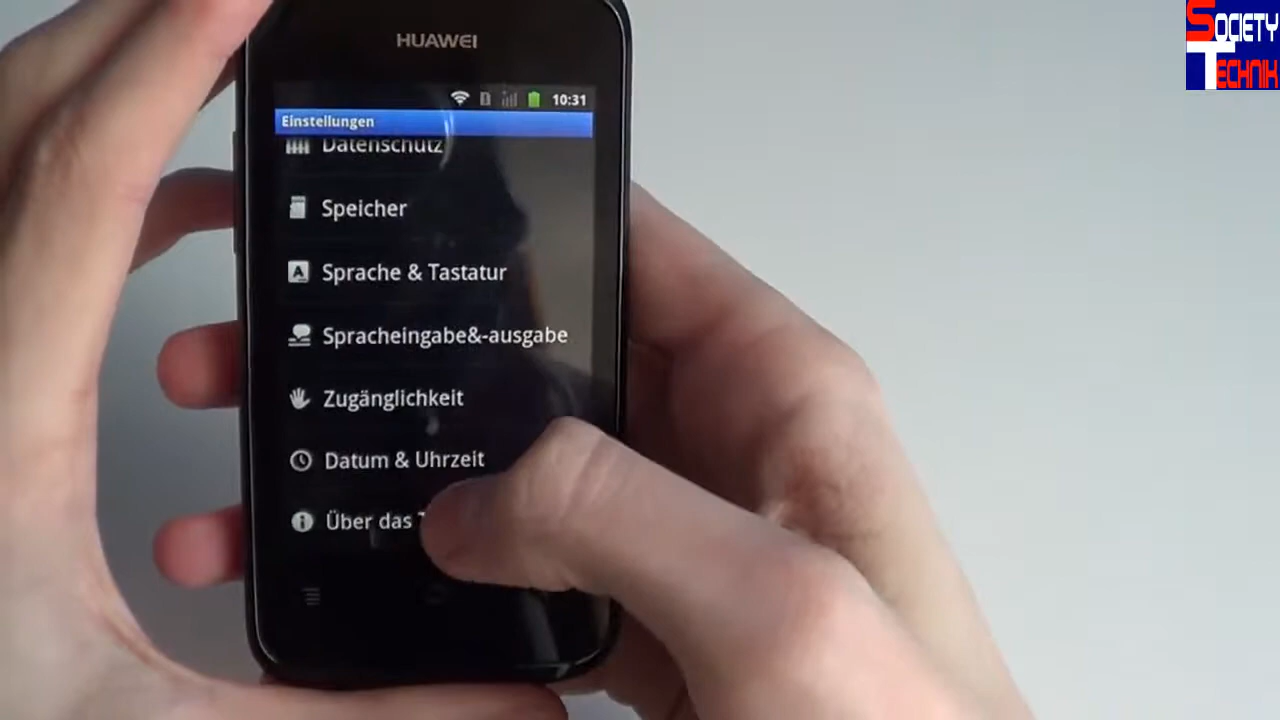 HUAWEI
10:31
Einstellungen
Datenschutz
Speicher
Sprache & Tastatur
Spracheingabe&-ausgabe
Zugänglichkeit
Datum & Uhrzeit
Über das
SOCIETY
TECHNIK